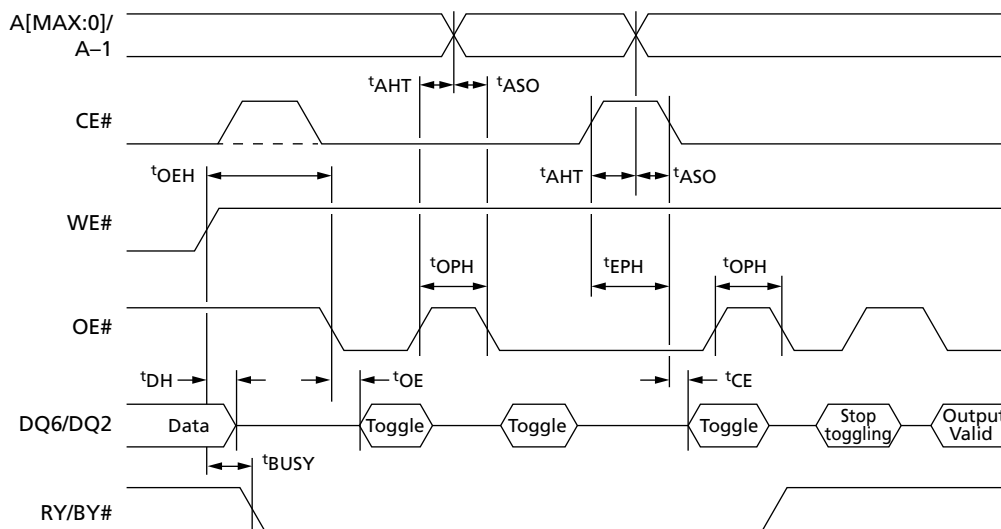 A[MAX:0]/
A–1
tAHT
tASO
CE#
tOEH
tAHT
tASO
WE#
tOPH
tEPH
tOPH
OE#
tDH
tOE
tCE
DQ6/DQ2
Data
Toggle
Toggle
Toggle
Stop
toggling
Output
Valid
tBUSY
RY/BY#